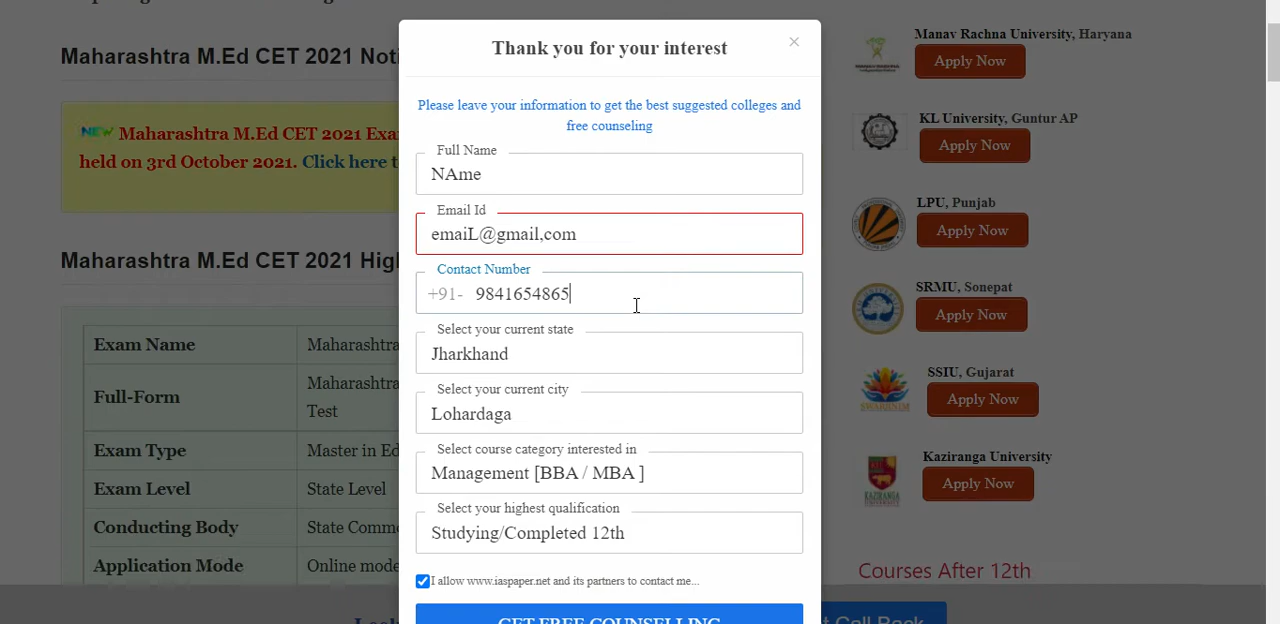 Maharashtra M.Ed CET 2021 Noti
NEW Maharashtra M.Ed CET 2021 Exa
held on 3rd October 2021. Click here t
Maharashtra M.Ed CET 2021 Hig
Exam Name Maharashtra
Full-Form Maharashtra
Test
Exam Type Master in Ed
Exam Level State Level
Conducting Body State Commo
Application Mode Online mode
Thank you for your interest
×
Please leave your information to get the best suggested colleges and
free counseling
Full Name
NAme
Email Id
emaiL@gmail,com
Contact Number
+91- 9841654865
Select your current state
Jharkhand
Select your current city
Lohardaga
Select course category interested in
Management [BBA / MBA ]
Select your highest qualification
Studying/Completed 12th
I allow www.iaspaper.net and its partners to contact me...
GET FREE COUNSELLING
Manav Rachna University, Haryana
Apply Now
KL University, Guntur AP
Apply Now
LPU, Punjab
Apply Now
SRMU, Sonepat
Apply Now
SSIU, Gujarat
Apply Now
Kaziranga University
Apply Now
Courses After 12th
Call Back